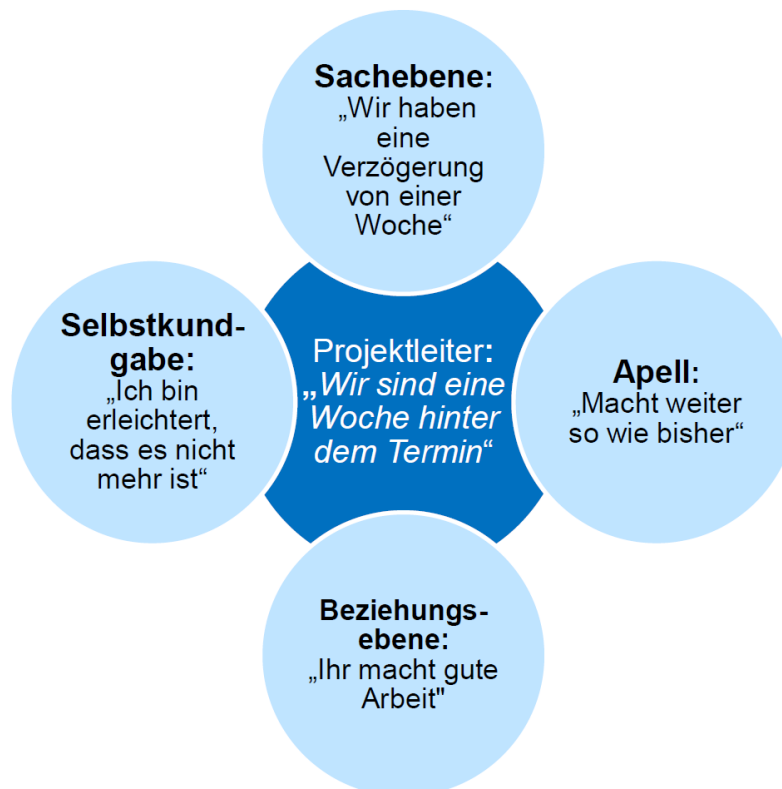 Sachebene:
„Wir haben
eine
Verzögerung
von einer
Woche“
Selbstkund-
gabe:
„Ich bin
erleichtert,
dass es nicht
mehr ist“
Projektleiter:
„Wir sind eine
Woche hinter
dem Termin“
Apell:
„Macht weiter
so wie bisher“
Beziehungs-
ebene:
„Ihr macht gute
Arbeit"